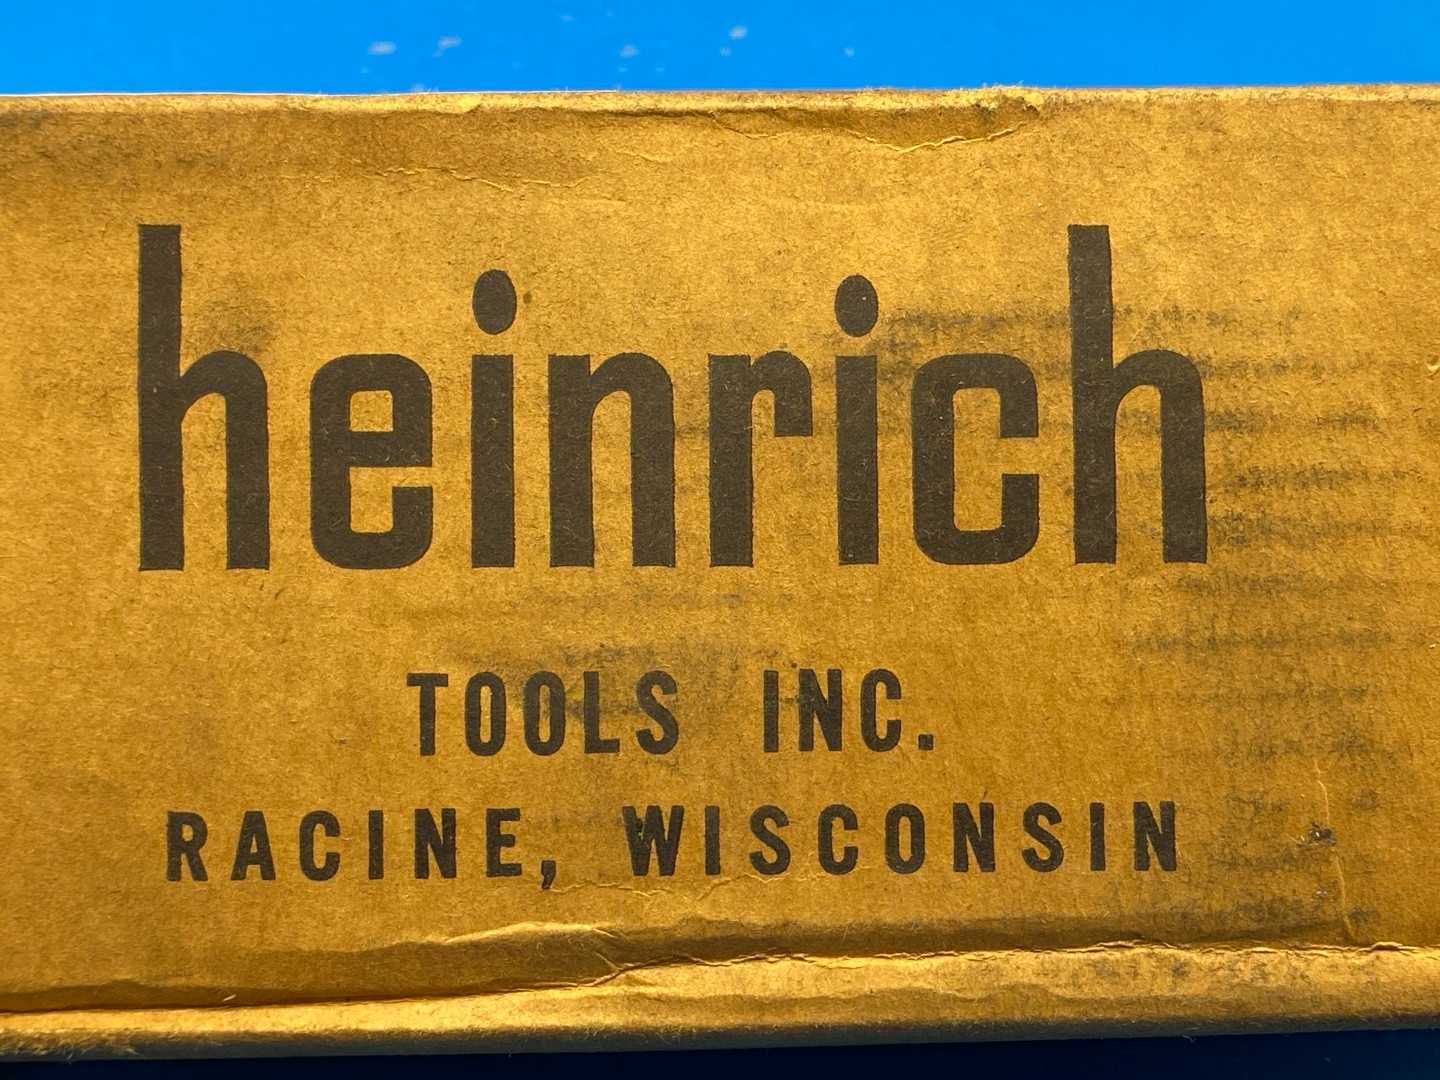 heinrich
TOOLS INC.
RACINE, WISCONSIN